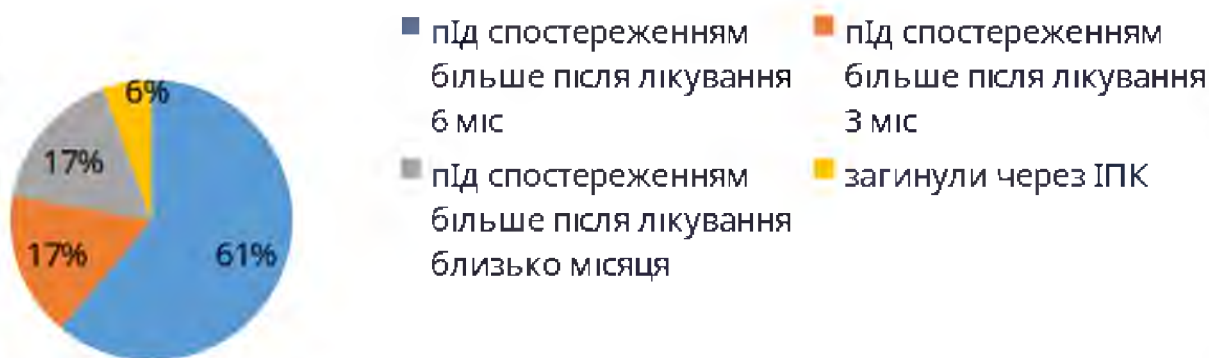 6%
17%
17%
61%
пІд спостереженням
більше після лікування
6 міс
пІд спостереженням
більше після лікування
3 міс
пІд спостереженням
більше після лікування
близько місяця
загинули через ІПК